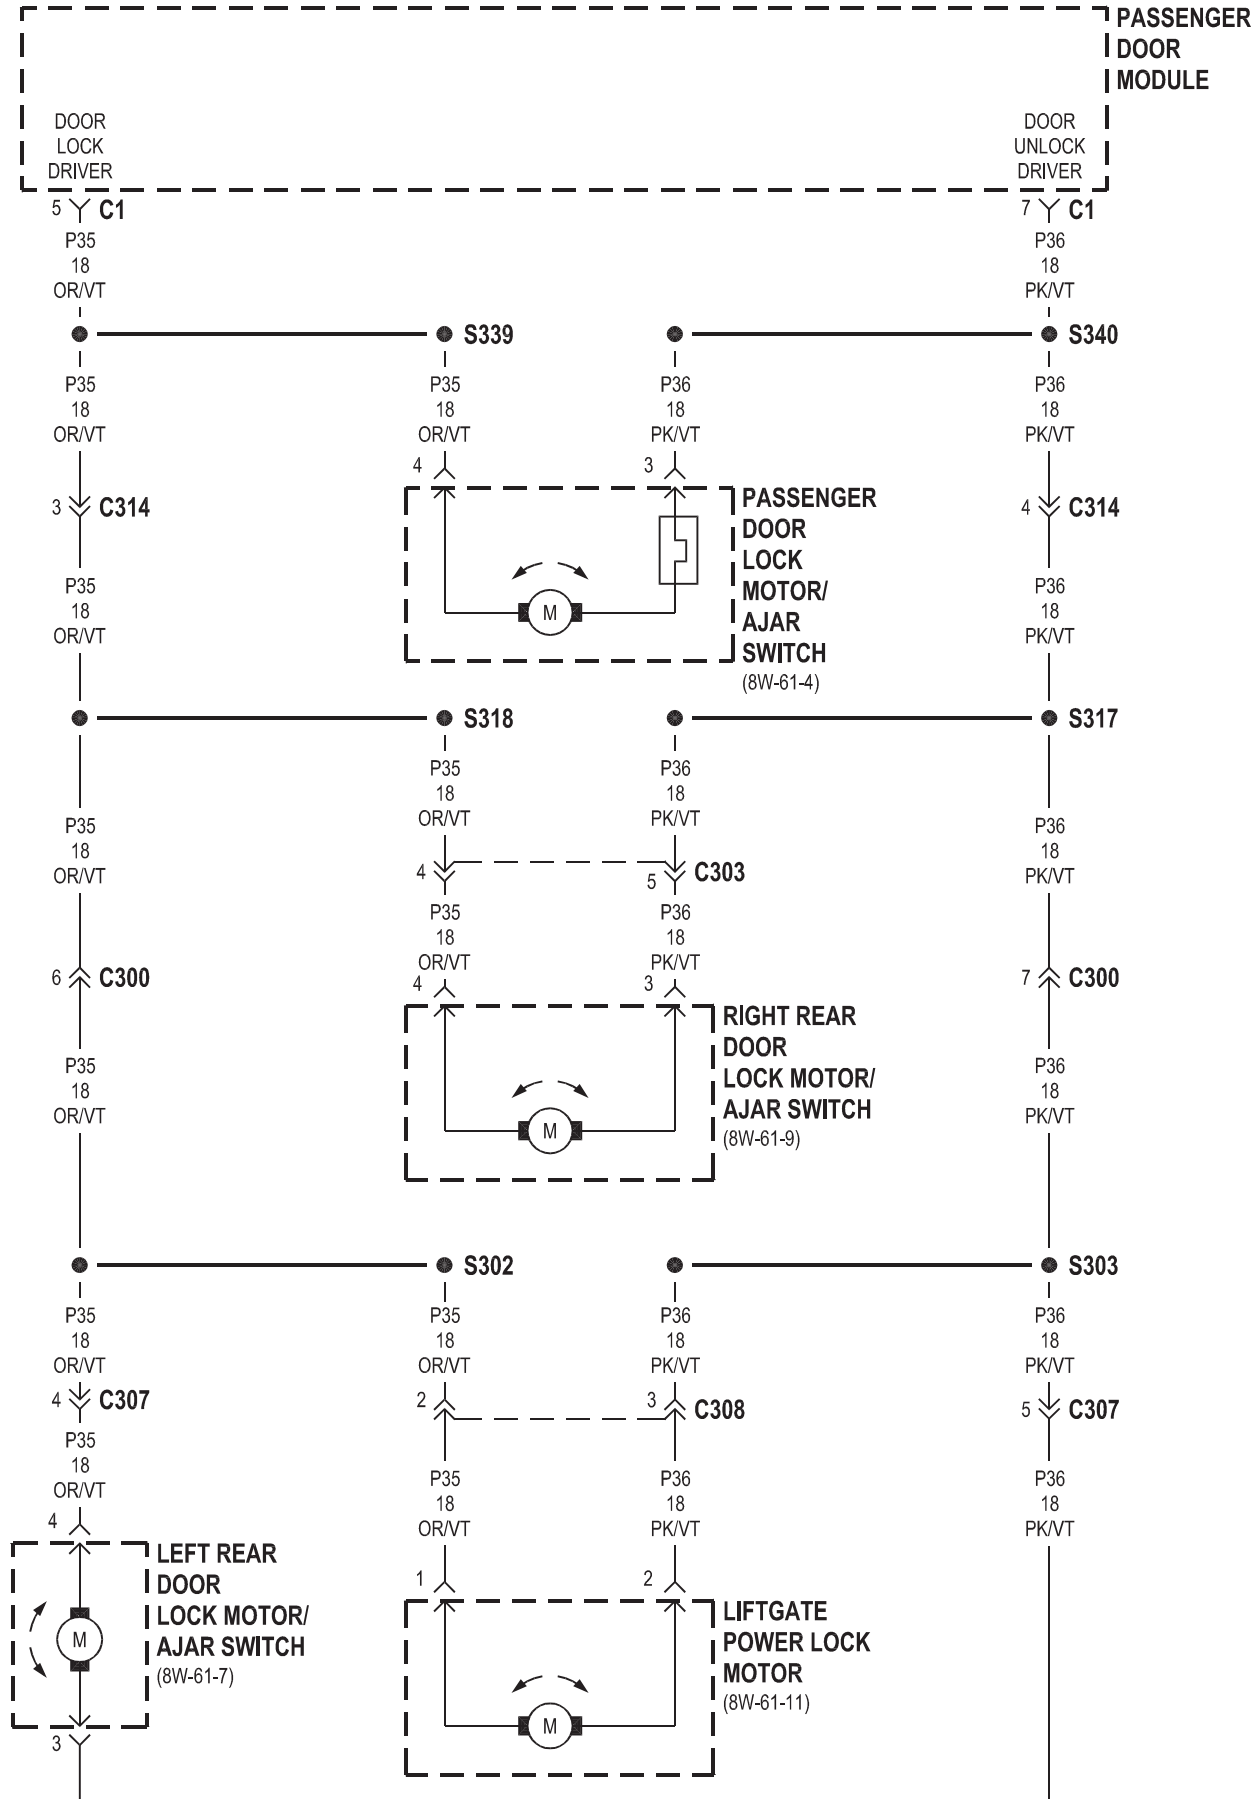 PASSENGER
DOOR
MODULE
DOOR
LOCK
DRIVER
DOOR
UNLOCK
DRIVER
5 C1
7 C1
P35
18
OR/VT
P36
18
PK/VT
S339
S340
P35
18
OR/VT
P35
18
OR/VT
P36
18
PK/VT
P36
18
PK/VT
4
3
3 C314
4 C314
PASSENGER
DOOR
LOCK
MOTOR/
AJAR
SWITCH
(8W-61-4)
M
P35
18
OR/VT
P36
18
PK/VT
S318
S317
P35
18
OR/VT
P36
18
PK/VT
P35
18
OR/VT
P36
18
PK/VT
4
5 C303
P35
18
OR/VT
P36
18
PK/VT
6 C300
7 C300
4
3
RIGHT REAR
DOOR
LOCK MOTOR/
AJAR SWITCH
(8W-61-9)
M
P35
18
OR/VT
P36
18
PK/VT
S302
S303
P35
18
OR/VT
P35
18
OR/VT
P36
18
PK/VT
P36
18
PK/VT
4 C307
2
3 C308
5 C307
P35
18
OR/VT
P35
18
OR/VT
P36
18
PK/VT
P36
18
PK/VT
4
LEFT REAR
DOOR
LOCK MOTOR/
AJAR SWITCH
(8W-61-7)
M
3
1
2
LIFTGATE
POWER LOCK
MOTOR
(8W-61-11)
M